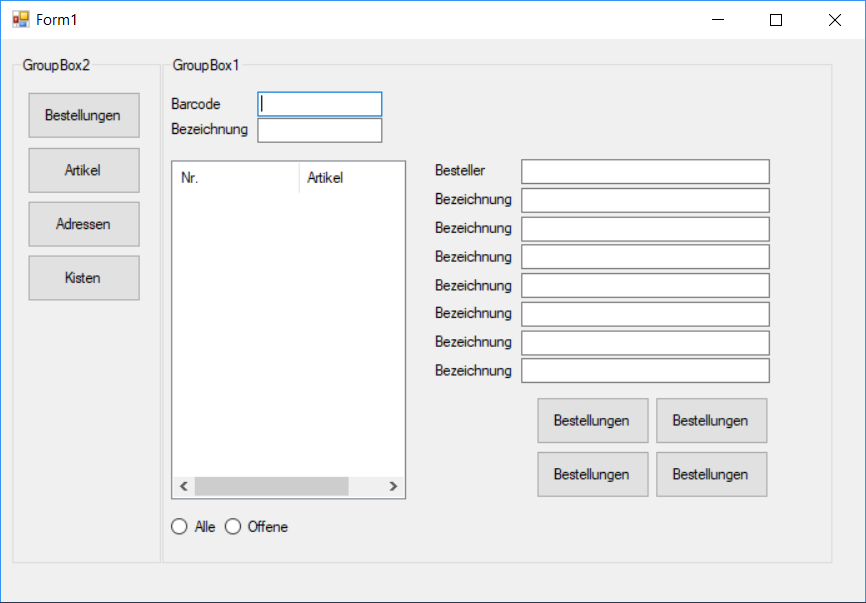 Form1
GroupBox2
Bestellungen
Artikel
Adressen
Kisten
GroupBox1
Barcode
Bezeichnung
Nr. Artikel
Alle Offene
Besteller
Bezeichnung
Bezeichnung
Bezeichnung
Bezeichnung
Bezeichnung
Bezeichnung
Bezeichnung
Bestellungen Bestellungen
Bestellungen Bestellungen